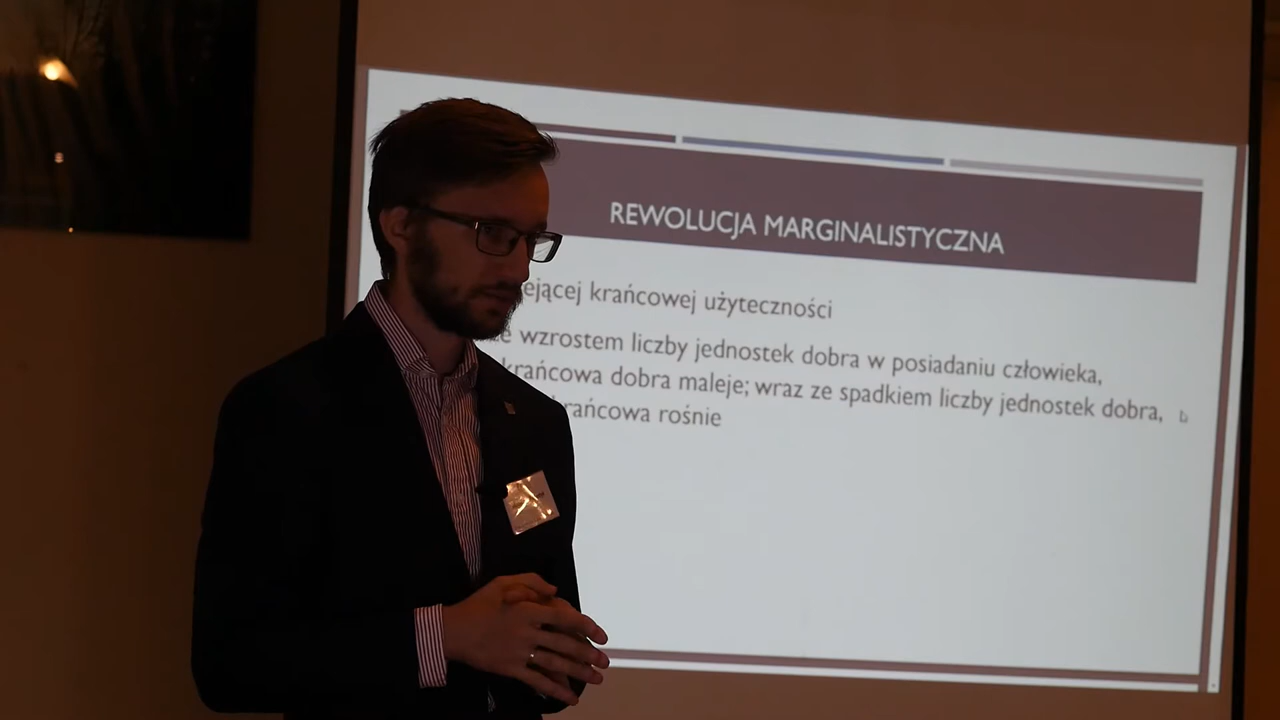 REWOLUCJA MARGINALISTYCZNA
ejącej krańcowej użyteczności
wzrostem liczby jednostek dobra w posiadaniu człowieka,
krańcowa dobra maleje; wraz ze spadkiem liczby jednostek dobra,
krańcowa rośnie